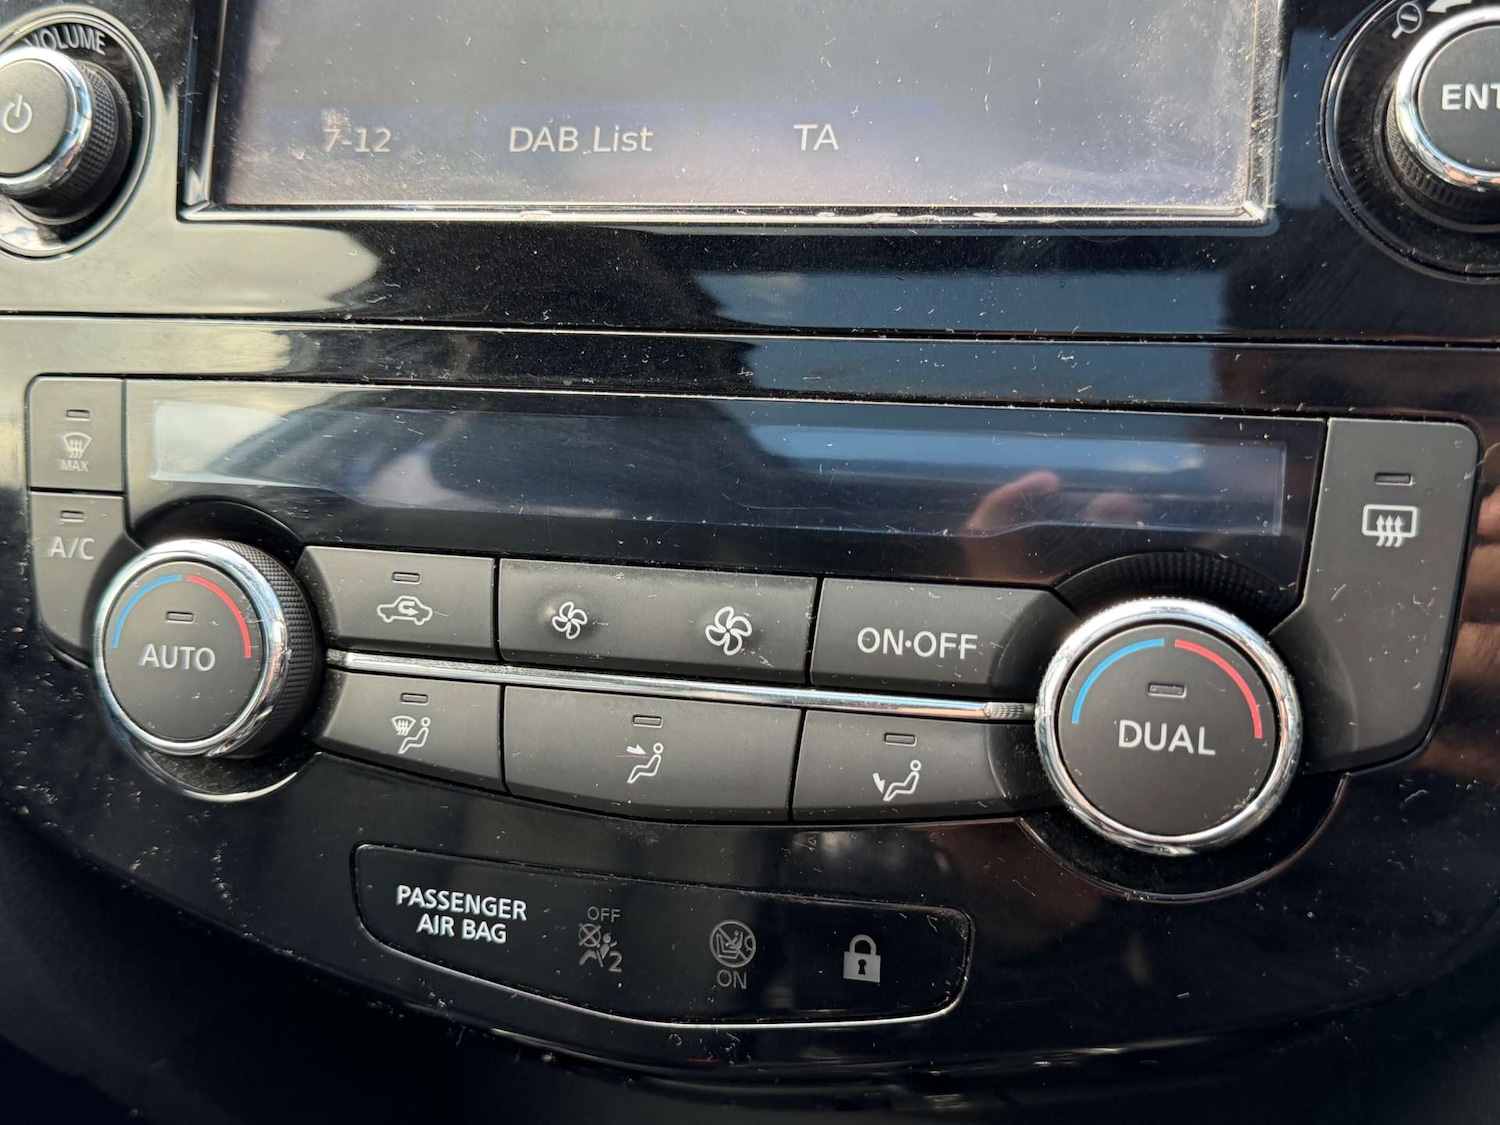 VOLUME
7-12 DAB List TA
ENT
MAX
A/C
AUTO
ON·OFF
DUAL
PASSENGER
AIR BAG
OFF
2
ON